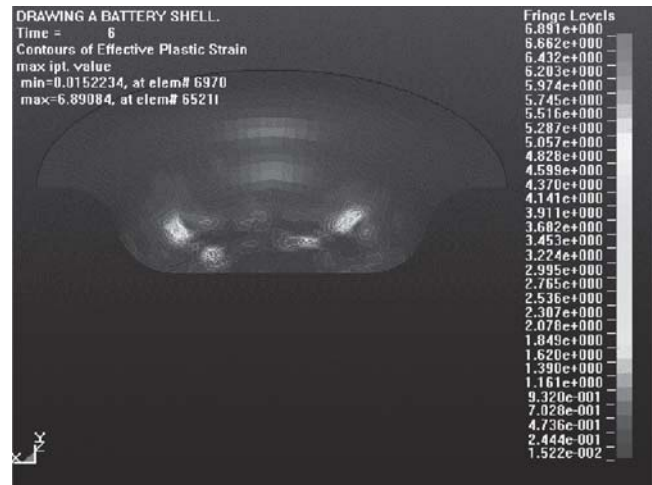 DRAWING A BATTERY SHELL.
Time = 6
Contours of Effective Plastic Strain
max ipt. value
min=0.0152234, at elem# 6970
max=6.89084, at elem# 65211
Fringe Levels
6.891e+000
6.662e+000
6.432e+000
6.203e+000
5.974e+000
5.745e+000
5.516e+000
5.287e+000
5.057e+000
4.828e+000
4.599e+000
4.370e+000
4.141e+000
3.911e+000
3.682e+000
3.453e+000
3.224e+000
2.995e+000
2.765e+000
2.536e+000
2.307e+000
2.078e+000
1.849e+000
1.620e+000
1.390e+000
1.161e+000
9.320e-001
7.028e-001
4.736e-001
2.444e-001
1.522e-002
Y
X Z